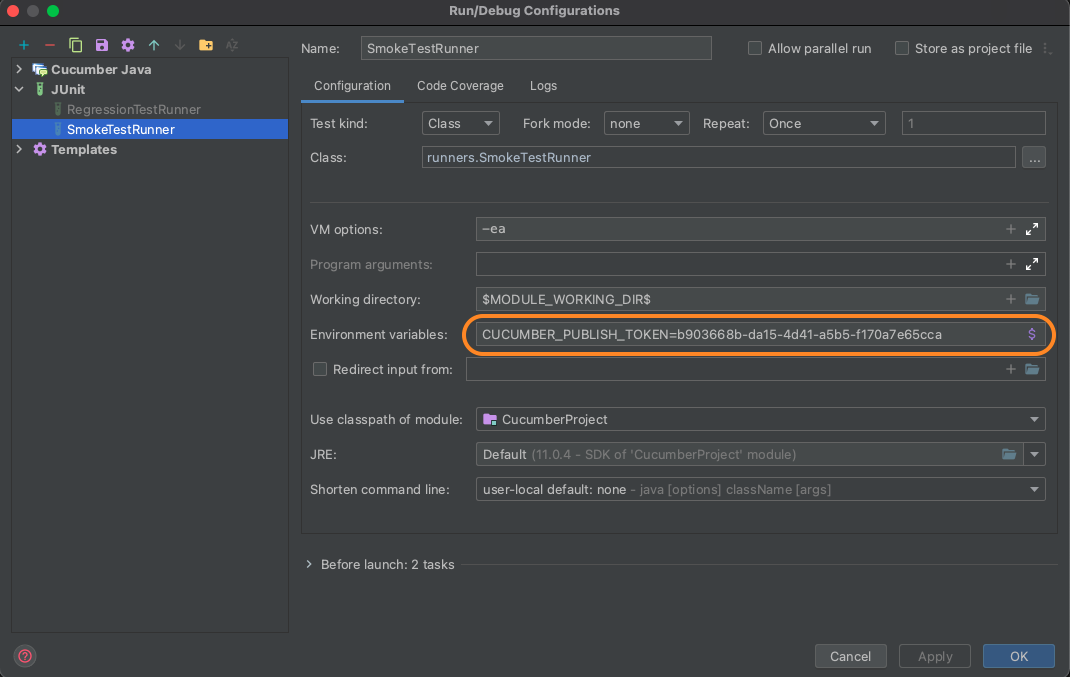 Run/Debug Configurations
Name: SmokeTestRunner Allow parallel run Store as project file
Cucumber Java
JUnit
RegressionTestRunner
SmokeTestRunner
Templates
Configuration Code Coverage Logs
Test kind: Class Fork mode: none Repeat: Once 1
Class: runners.SmokeTestRunner ...
VM options: -ea
Program arguments:
Working directory: $MODULE_WORKING_DIR$
Environment variables: CUCUMBER_PUBLISH_TOKEN=b903668b-da15-4d41-a5b5-f170a7e65cca $
Redirect input from:
Use classpath of module: CucumberProject
JRE: Default (11.0.4 - SDK of 'CucumberProject' module)
Shorten command line: user-local default: none - java [options] className [args]
Before launch: 2 tasks
? Cancel Apply OK